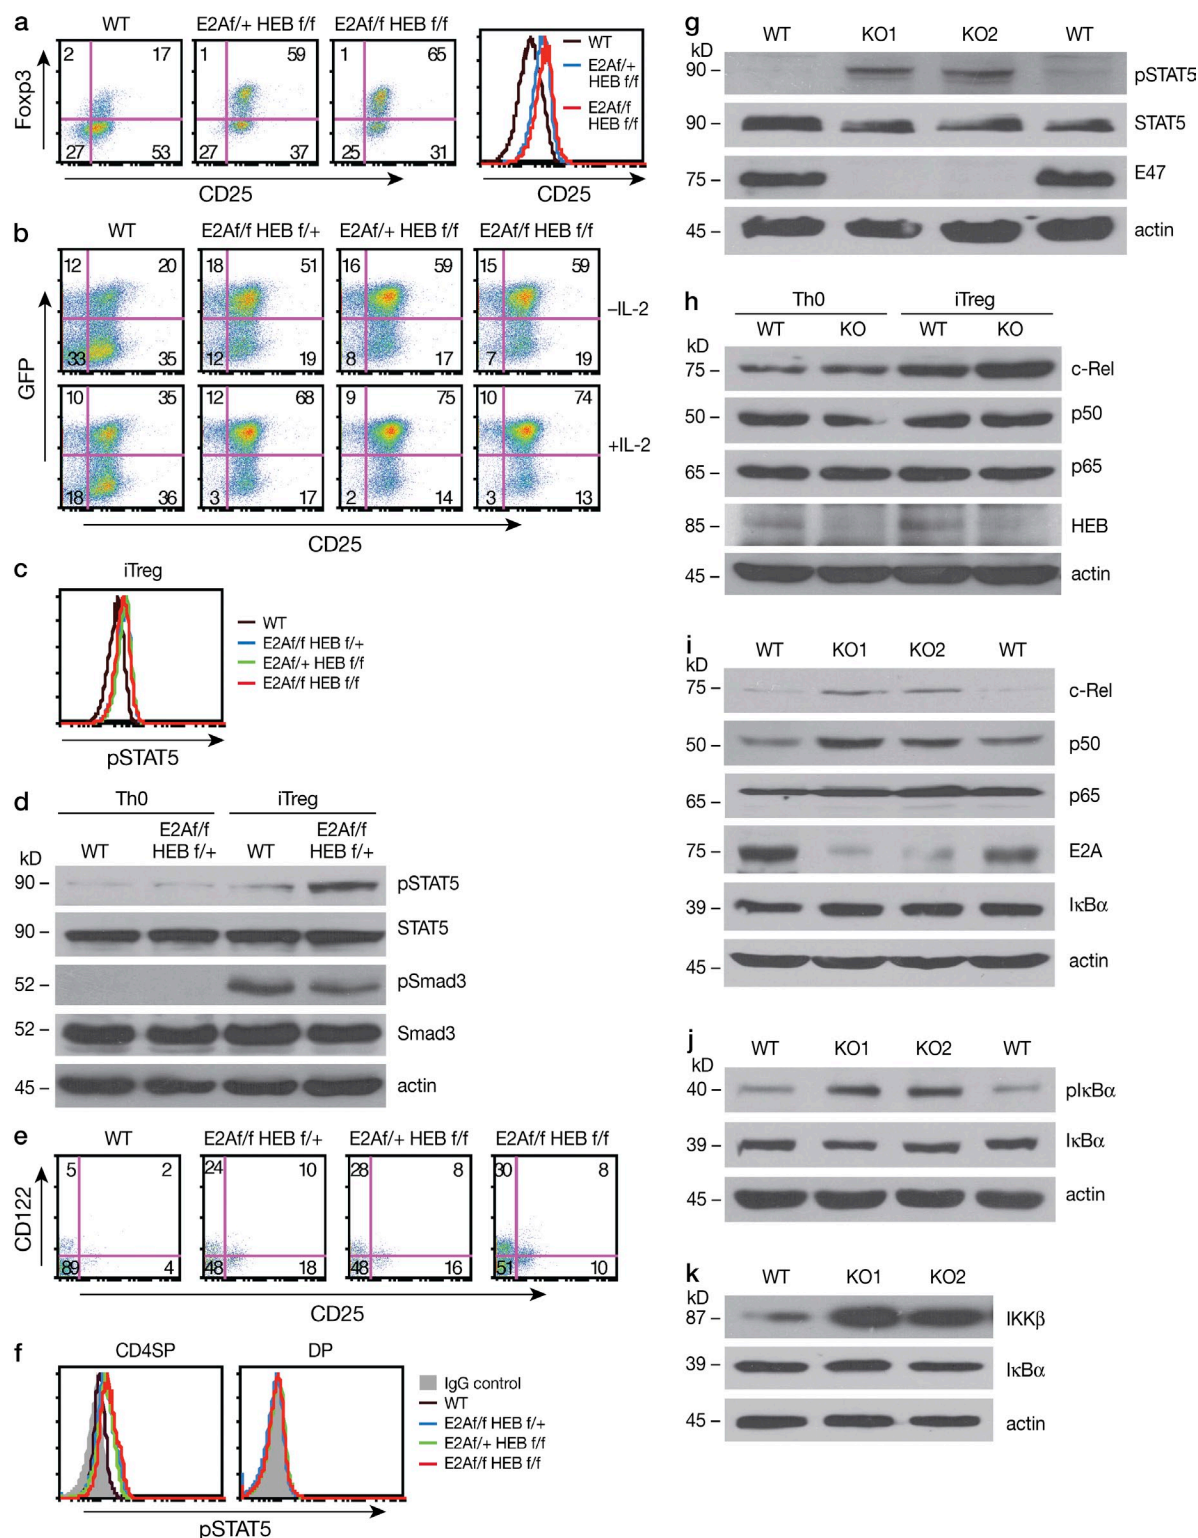 a
WT
E2Af/+ HEB f/f
E2Af/f HEB f/f
Foxp3
2 17
27 53
1 59
27 37
1 65
25 31
CD25
WT
E2Af/+
HEB f/f
E2Af/f
HEB f/f
CD25
b
WT
E2Af/f HEB f/+
E2Af/+ HEB f/f
E2Af/f HEB f/f
GFP
12 20
33 35
18 51
12 19
16 59
8 17
15 59
7 19
–IL-2
10 35
18 36
12 68
3 17
9 75
2 14
10 74
3 13
+IL-2
CD25
c
iTreg
WT
E2Af/f HEB f/+
E2Af/+ HEB f/f
E2Af/f HEB f/f
pSTAT5
d
Th0
iTreg
WT
E2Af/f
HEB f/+
WT
E2Af/f
HEB f/+
kD
90 – pSTAT5
90 – STAT5
52 – pSmad3
52 – Smad3
45 – actin
e
WT
E2Af/f HEB f/+
E2Af/+ HEB f/f
E2Af/f HEB f/f
CD122
5 2
89 4
24 10
48 18
28 8
48 16
30 8
51 10
CD25
f
CD4SP
DP
IgG control
WT
E2Af/f HEB f/+
E2Af/+ HEB f/f
E2Af/f HEB f/f
pSTAT5
g
WT KO1 KO2 WT
kD
90 – pSTAT5
90 – STAT5
75 – E47
45 – actin
h
Th0 iTreg
WT KO WT KO
kD
75 – c-Rel
50 – p50
65 – p65
85 – HEB
45 – actin
i
WT KO1 KO2 WT
kD
75 – c-Rel
50 – p50
65 – p65
75 – E2A
39 – IκBα
45 – actin
j
WT KO1 KO2 WT
kD
40 – pIκBα
39 – IκBα
45 – actin
k
WT KO1 KO2
kD
87 – IKKβ
39 – IκBα
45 – actin